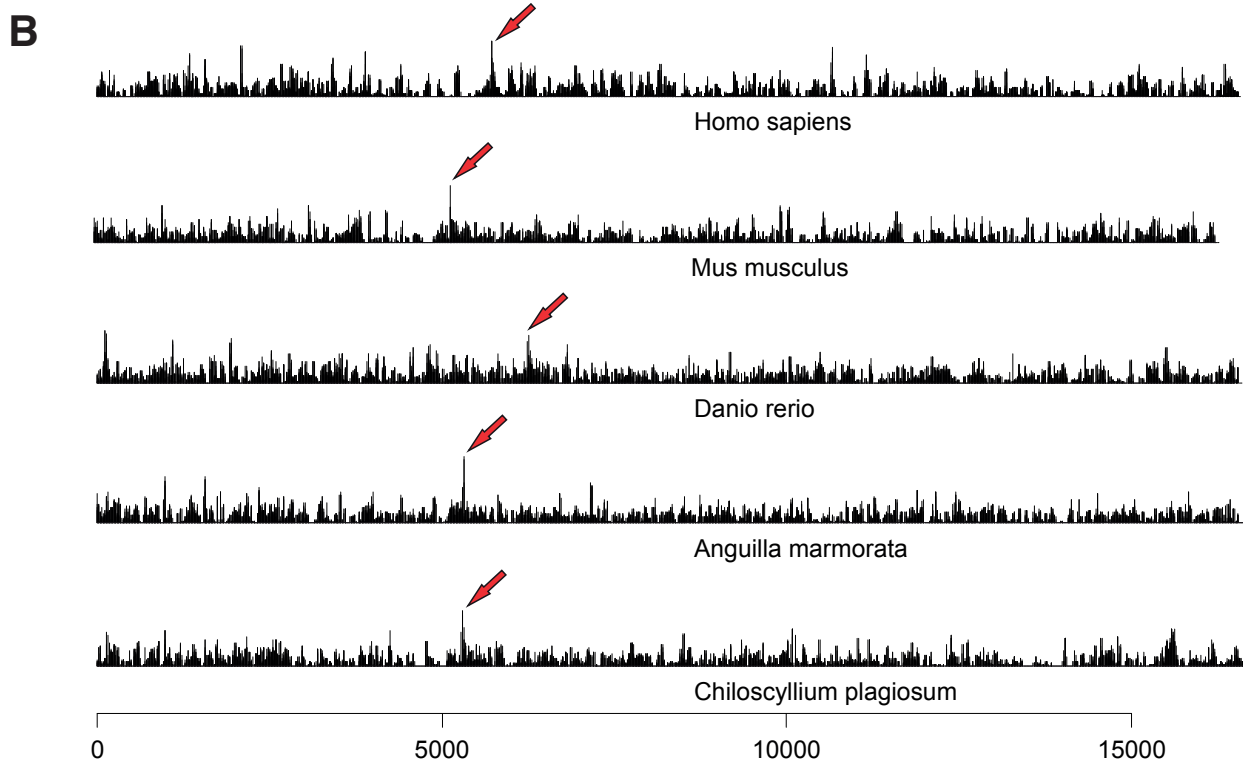 B
Homo sapiens
Mus musculus
Danio rerio
Anguilla marmorata
Chiloscyllium plagiosum
0 5000 10000 15000